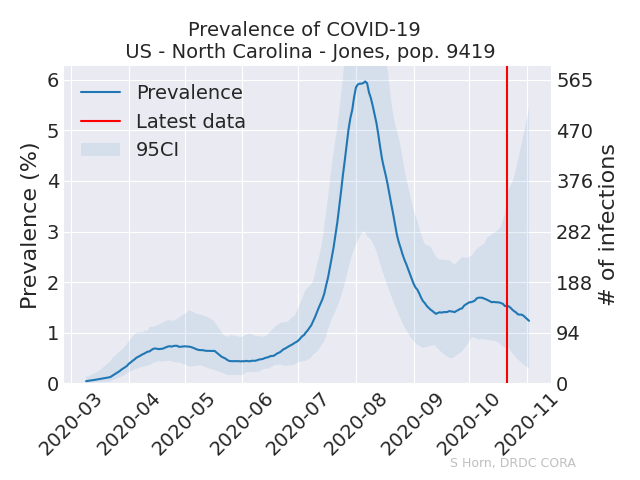 Prevalence of COVID-19
US - North Carolina - Jones, pop. 9419
Prevalence
Latest data
95CI
Prevalence (%)
6
5
4
3
2
1
0
565
470
376
282
188
94
0
# of infections
2020-03
2020-04
2020-05
2020-06
2020-07
2020-08
2020-09
2020-10
2020-11
S Horn, DRDC CORA